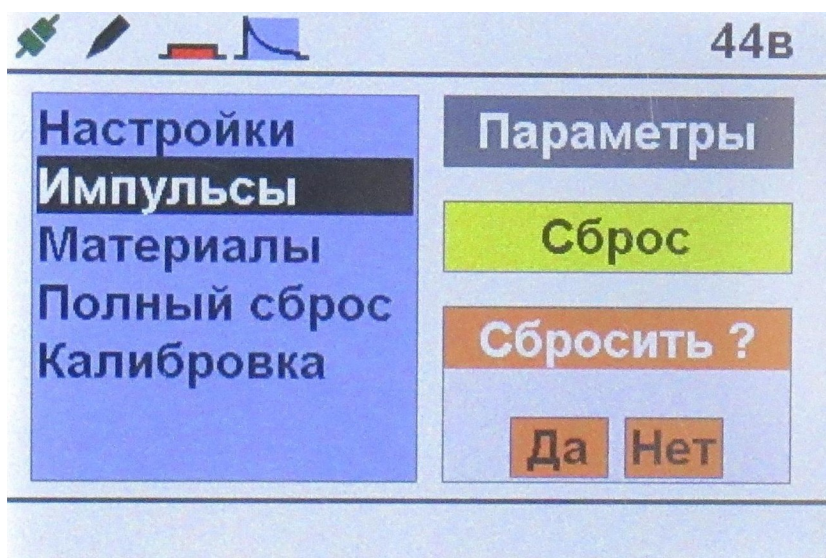 44в
Настройки
Импульсы
Материалы
Полный сброс
Калибровка
Параметры
Сброс
Сбросить ?
Да Нет